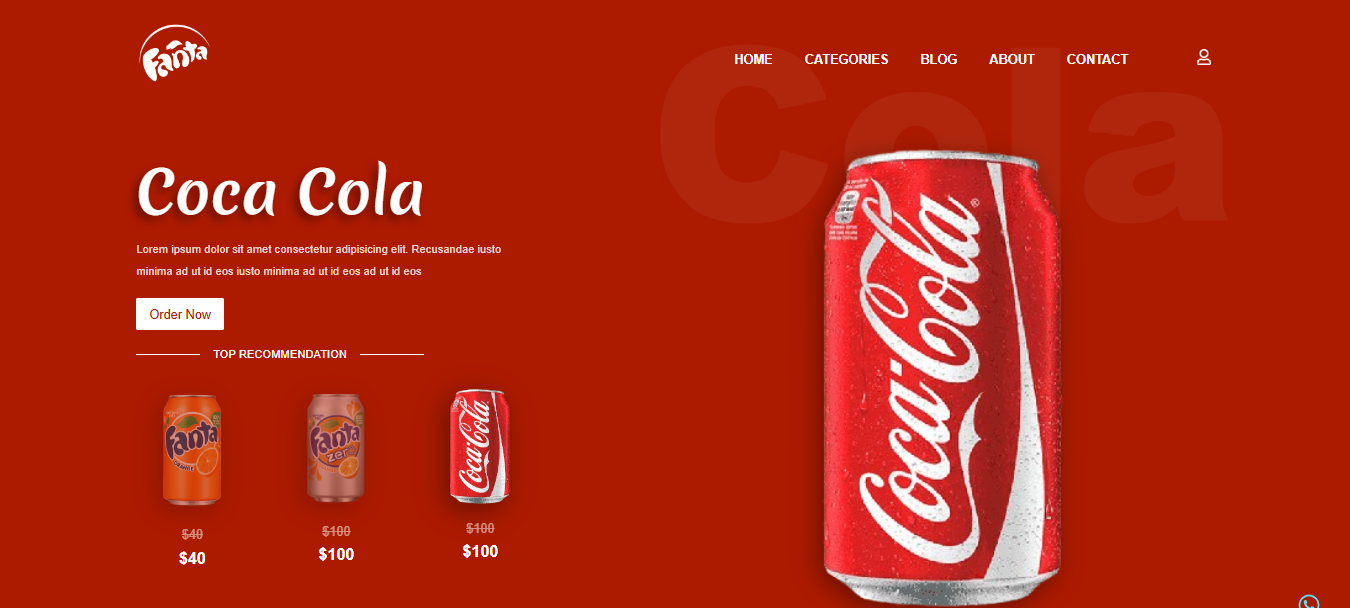 Fanta
HOME CATEGORIES BLOG ABOUT CONTACT
Cola
Coca Cola
Lorem ipsum dolor sit amet consectetur adipisicing elit. Recusandae iusto
minima ad ut id eos iusto minima ad ut id eos ad ut id eos
Order Now
TOP RECOMMENDATION
Fanta
ORANGE
Fanta
zero
Coca-Cola
$40
$40
$100
$100
$100
$100
Coca-Cola ®